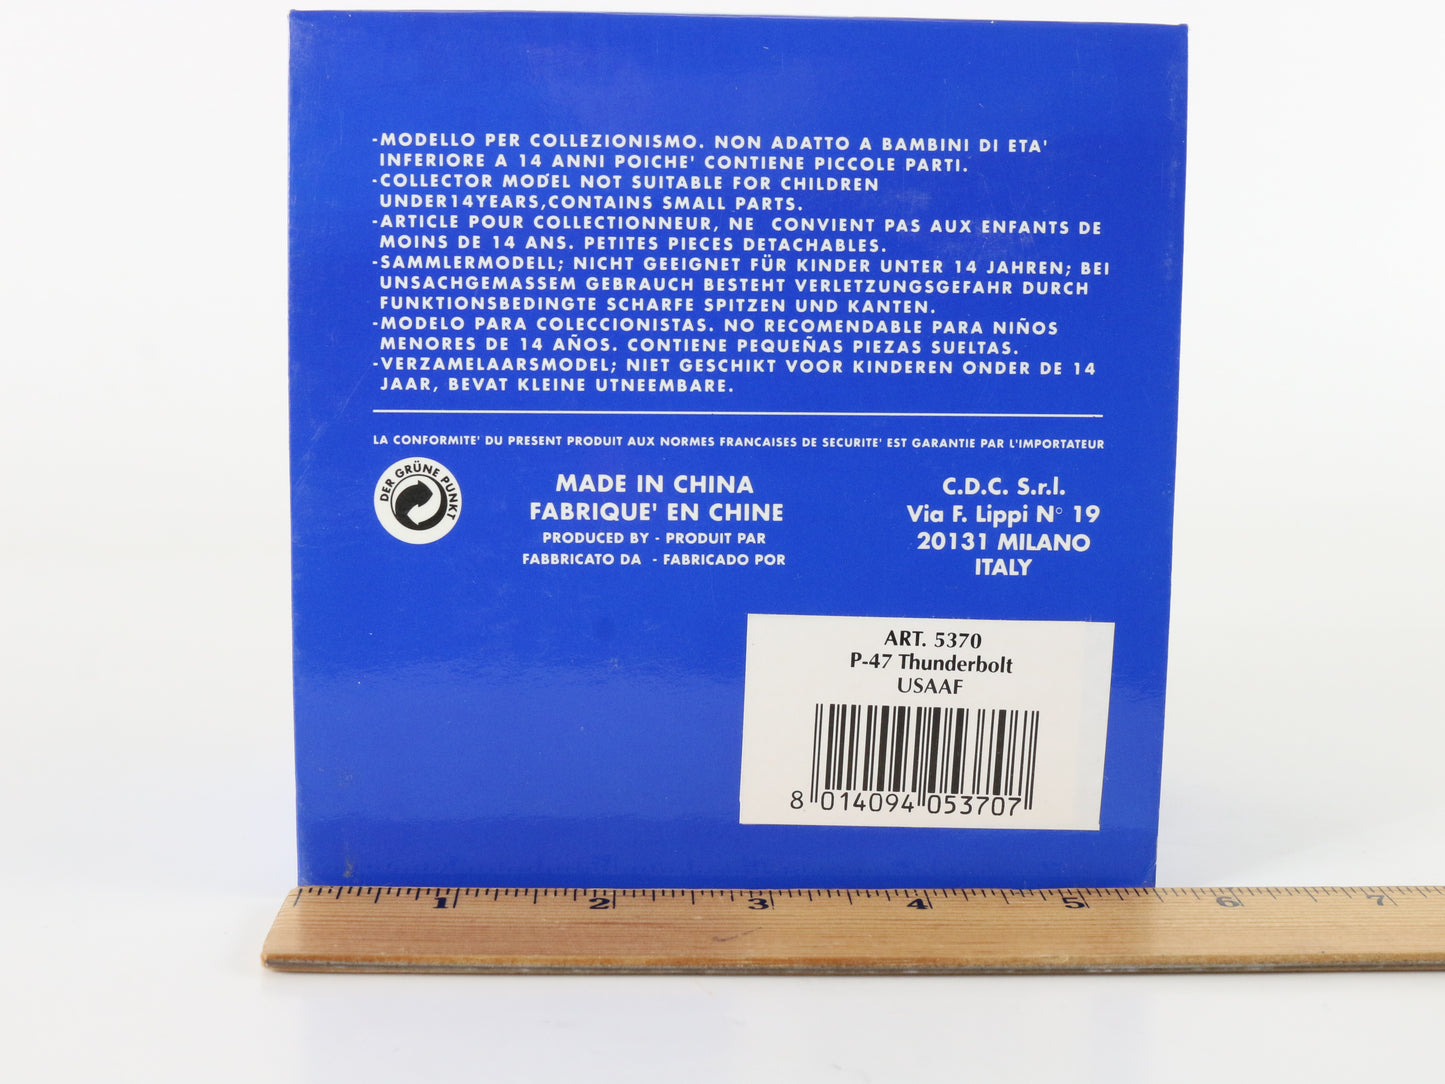 -MODELLO PER COLLEZIONISMO. NON ADATTO A BAMBINI DI ETA'
INFERIORE A 14 ANNI POICHE' CONTIENE PICCOLE PARTI.
-COLLECTOR MODEL NOT SUITABLE FOR CHILDREN
UNDER14YEARS,CONTAINS SMALL PARTS.
-ARTICLE POUR COLLECTIONNEUR, NE CONVIENT PAS AUX ENFANTS DE
MOINS DE 14 ANS. PETITES PIECES DETACHABLES.
-SAMMLERMODELL; NICHT GEEIGNET FÜR KINDER UNTER 14 JAHREN; BEI
UNSACHGEMASSEM GEBRAUCH BESTEHT VERLETZUNGSGEFAHR DURCH
FUNKTIONSBEDINGTE SCHARFE SPITZEN UND KANTEN.
-MODELO PARA COLECCIONISTAS. NO RECOMENDABLE PARA NIÑOS
MENORES DE 14 AÑOS. CONTIENE PEQUEÑAS PIEZAS SUELTAS.
-VERZAMELAARSMODEL; NIET GESCHIKT VOOR KINDEREN ONDER DE 14
JAAR, BEVAT KLEINE UTNEEMBARE.
LA CONFORMITE' DU PRESENT PRODUIT AUX NORMES FRANCAISES DE SECURITE' EST GARANTIE PAR L'IMPORTATEUR
DER GRÜNE PUNKT
MADE IN CHINA
FABRIQUE' EN CHINE
PRODUCED BY - PRODUIT PAR
FABBRICATO DA - FABRICADO POR
C.D.C. S.r.l.
Via F. Lippi N° 19
20131 MILANO
ITALY
ART. 5370
P-47 Thunderbolt
USAAF
8 014094 053707
1 2 3 4 5 6 7